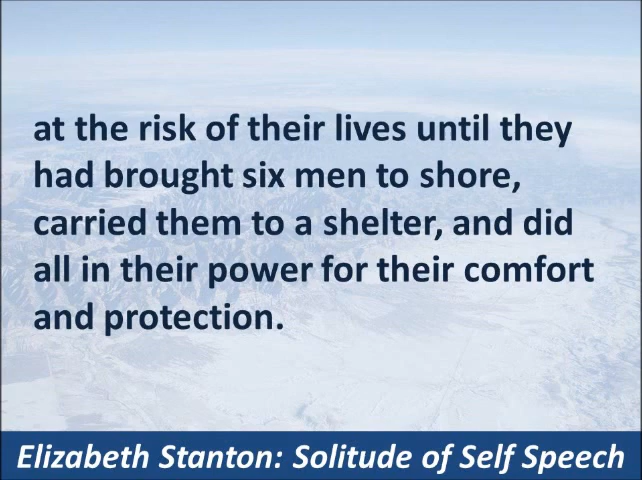 at the risk of their lives until they
had brought six men to shore,
carried them to a shelter, and did
all in their power for their comfort
and protection.
Elizabeth Stanton: Solitude of Self Speech